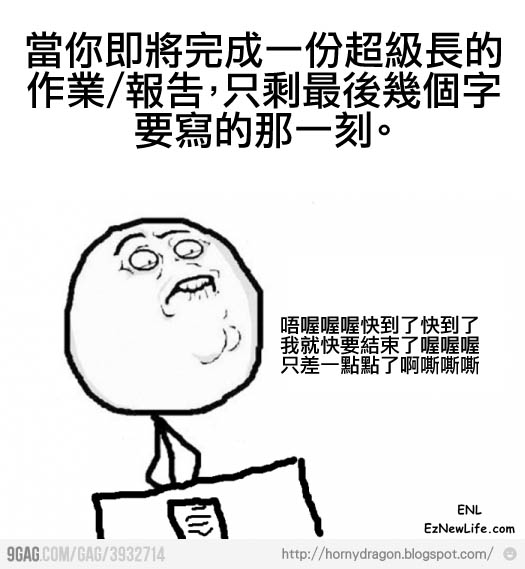 當你即將完成一份超級長的
作業/報告,只剩最後幾個字
要寫的那一刻。
唔喔喔喔快到了快到了
我就快要結束了喔喔喔
只差一點點了啊嘶嘶嘶
ENL
EzNewLife.com
9GAG.COM/GAG/3932714
http://hornydragon.blogspot.com/